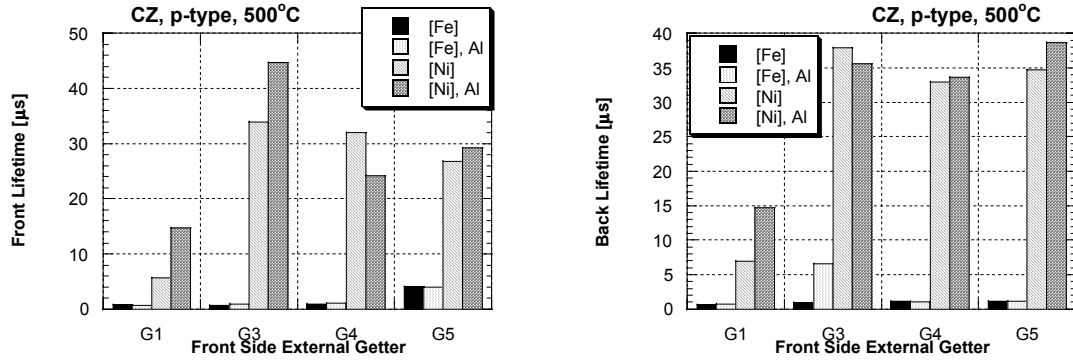 CZ, p-type, 500°C
50
40
30
20
10
0
Front Lifetime [µs]
[Fe]
[Fe], Al
[Ni]
[Ni], Al
G1 G3 G4 G5
Front Side External Getter
CZ, p-type, 500°C
40
35
30
25
20
15
10
5
0
Back Lifetime [µs]
[Fe]
[Fe], Al
[Ni]
[Ni], Al
G1 G3 G4 G5
Front Side External Getter